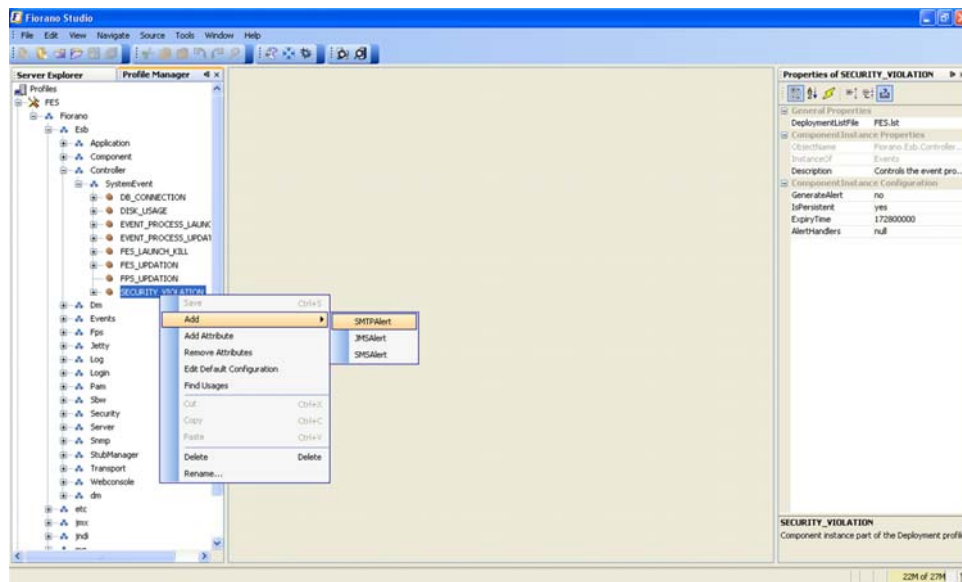 Fiorano Studio
File Edit View Navigate Source Tools Window Help
Server Explorer Profile Manager
Profiles
FES
Fiorano
Esb
Application
Component
Controller
SystemEvent
DB_CONNECTION
DISK_USAGE
EVENT_PROCESS_LAUNC
EVENT_PROCESS_UPDAT
FES_LAUNCH_KILL
FES_UPDATION
FPS_UPDATION
SECURITY_VIOLATION
Dm
Events
Fps
Jetty
Log
Login
Pam
Sbw
Security
Server
Snmp
StubManager
Transport
Webconsole
dm
etc
jmx
jndi
Save Ctrl+S
Add
Add Attribute
Remove Attributes
Edit Default Configuration
Find Usages
Cut Ctrl+X
Copy Ctrl+C
Paste Ctrl+V
Delete Delete
Rename...
SMTPAlert
JMSAlert
SMSAlert
Properties of SECURITY_VIOLATION
General Properties
DeploymentListFile FES.lst
ComponentInstance Properties
ObjectName Fiorano.Esb.Controller...
InstanceOf Events
Description Controls the event pro...
ComponentInstance Configuration
GenerateAlert no
IsPersistent yes
ExpiryTime 172800000
AlertHandlers null
SECURITY_VIOLATION
Component instance part of the Deployment profil
22M of 27M